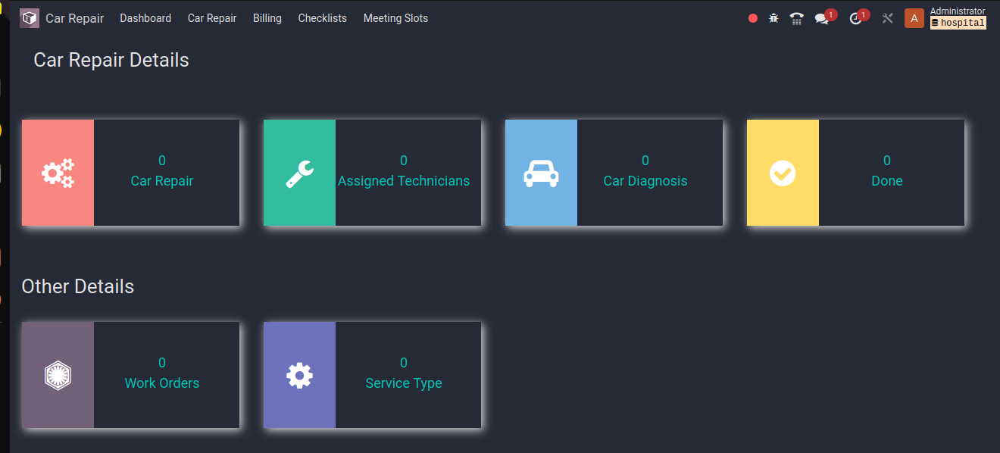 Car Repair Dashboard Car Repair Billing Checklists Meeting Slots 1 1 A Administrator
hospital
Car Repair Details
0
Car Repair
0
Assigned Technicians
0
Car Diagnosis
0
Done
Other Details
0
Work Orders
0
Service Type